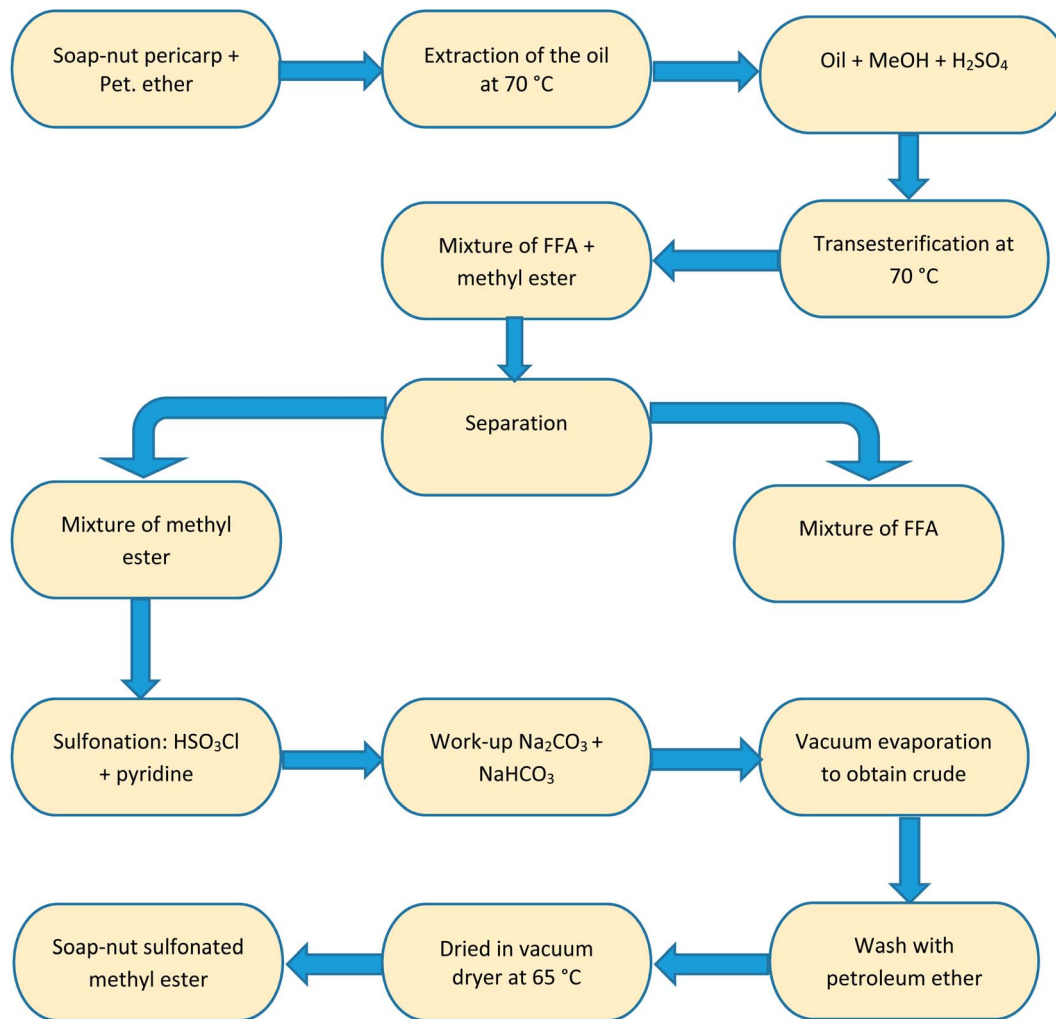 Soap-nut pericarp +
Pet. ether
Extraction of the oil
at 70 °C
Oil + MeOH + H₂SO₄
Transesterification at
70 °C
Mixture of FFA +
methyl ester
Separation
Mixture of methyl
ester
Mixture of FFA
Sulfonation: HSO₃Cl
+ pyridine
Work-up Na₂CO₃ +
NaHCO₃
Vacuum evaporation
to obtain crude
Wash with
petroleum ether
Dried in vacuum
dryer at 65 °C
Soap-nut sulfonated
methyl ester